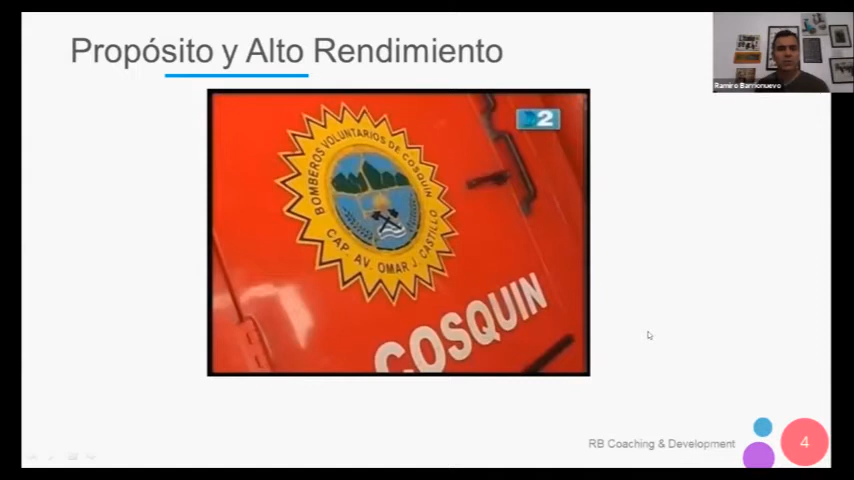 Propósito y Alto Rendimiento
Ramiro Barrionuevo
2
BOMBEROS VOLUNTARIOS DE COSQUIN
CAP. AV. OMAR J. CASTILLO
COSQUIN
RB Coaching & Development
4